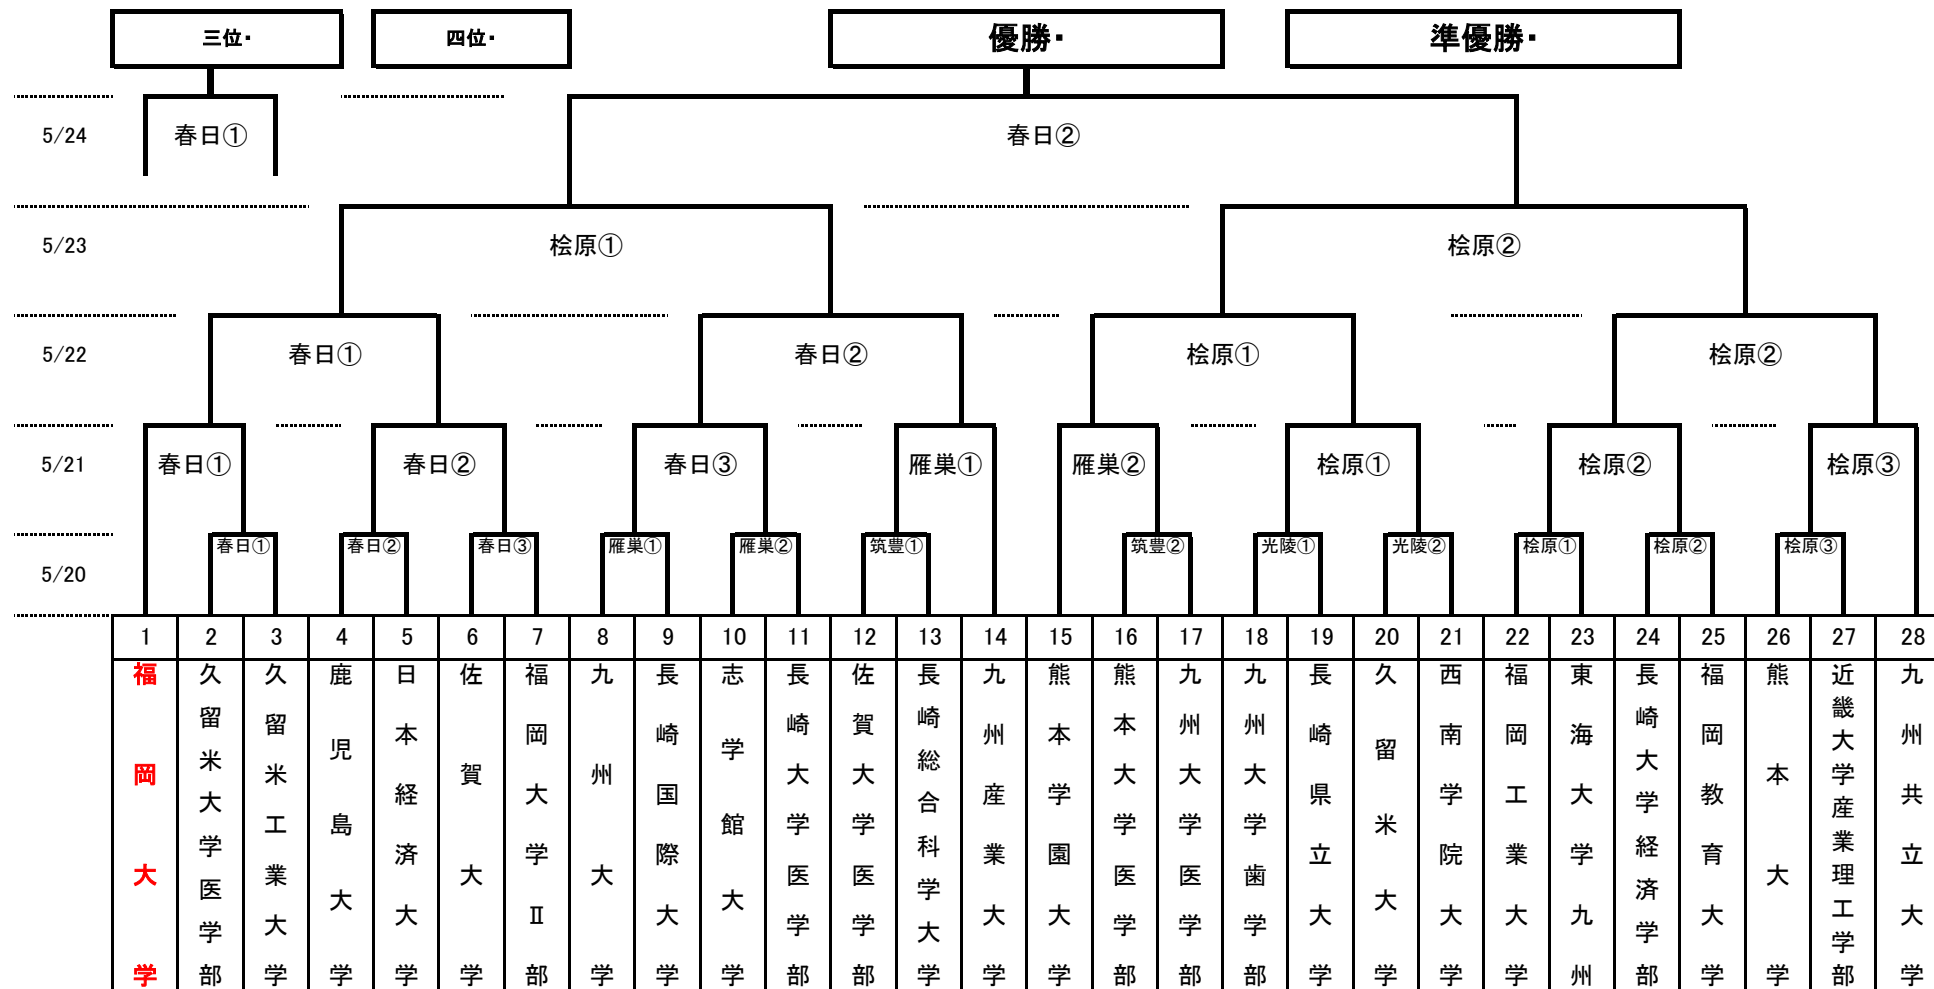 三位・ 四位・ 優勝・ 準優勝・
5/24 春日① 春日②
5/23 桧原① 桧原②
5/22 春日① 春日② 桧原① 桧原②
5/21 春日① 春日② 春日③ 雁巣① 雁巣② 桧原① 桧原② 桧原③
春日① 春日② 春日③ 雁巣① 雁巣② 筑豊① 筑豊② 光陵① 光陵② 桧原① 桧原② 桧原③
5/20
1 2 3 4 5 6 7 8 9 10 11 12 13 14 15 16 17 18 19 20 21 22 23 24 25 26 27 28
福岡大学
久留米大学医学部
久留米工業大学
鹿児島大学
日本経済大学
佐賀大学
福岡大学Ⅱ部
九州大学
長崎国際大学
志学館大学
長崎大学医学部
佐賀大学医学部
長崎総合科学大学
九州産業大学
熊本学園大学
熊本大学医学部
九州大学医学部
九州大学歯学部
長崎県立大学
久留米大学
西南学院大学
福岡工業大学
東海大学九州
長崎大学経済学部
福岡教育大学
熊本大学
近畿大学産業理工学部
九州共立大学